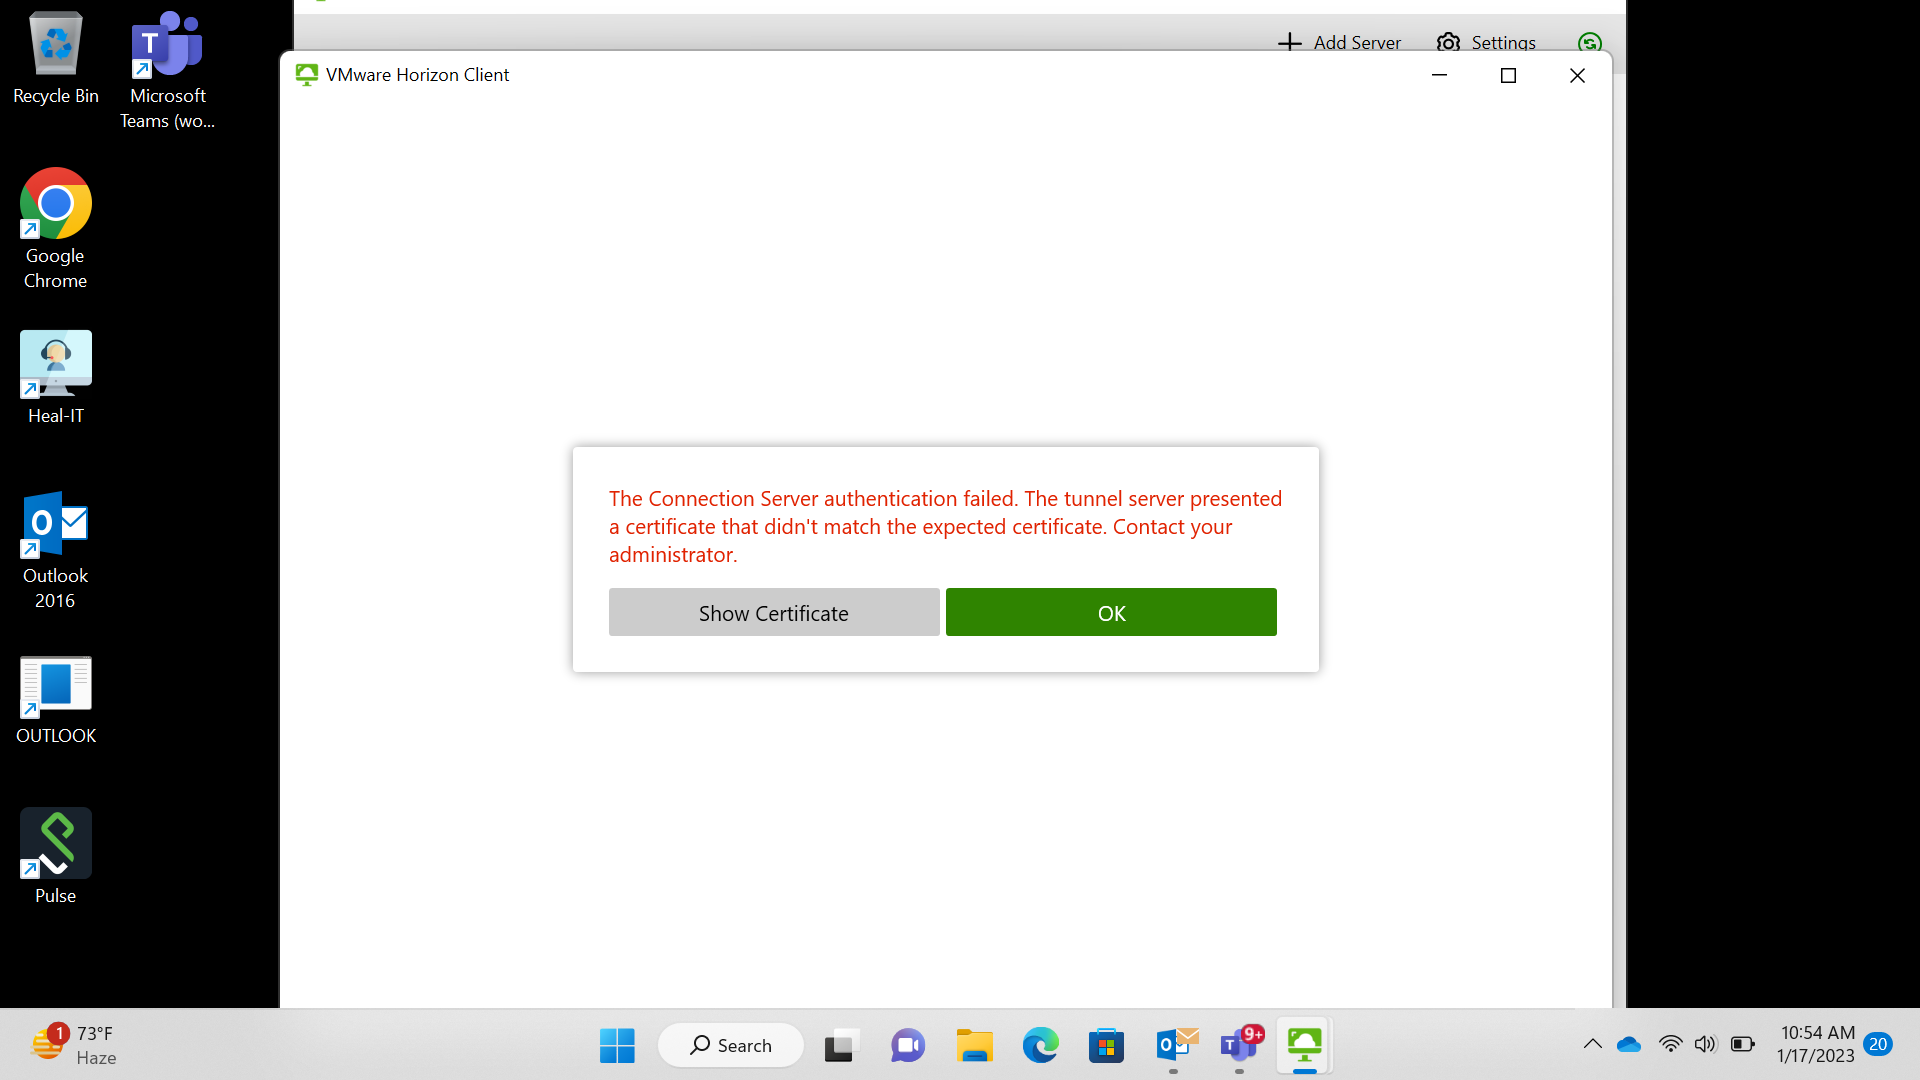 Recycle Bin
Microsoft
Teams (wo...
Google
Chrome
Heal-IT
Outlook
2016
OUTLOOK
Pulse
Add Server
Settings
VMware Horizon Client
The Connection Server authentication failed. The tunnel server presented
a certificate that didn't match the expected certificate. Contact your
administrator.
Show Certificate
OK
1
73°F
Haze
Search
9+
10:54 AM
1/17/2023
20